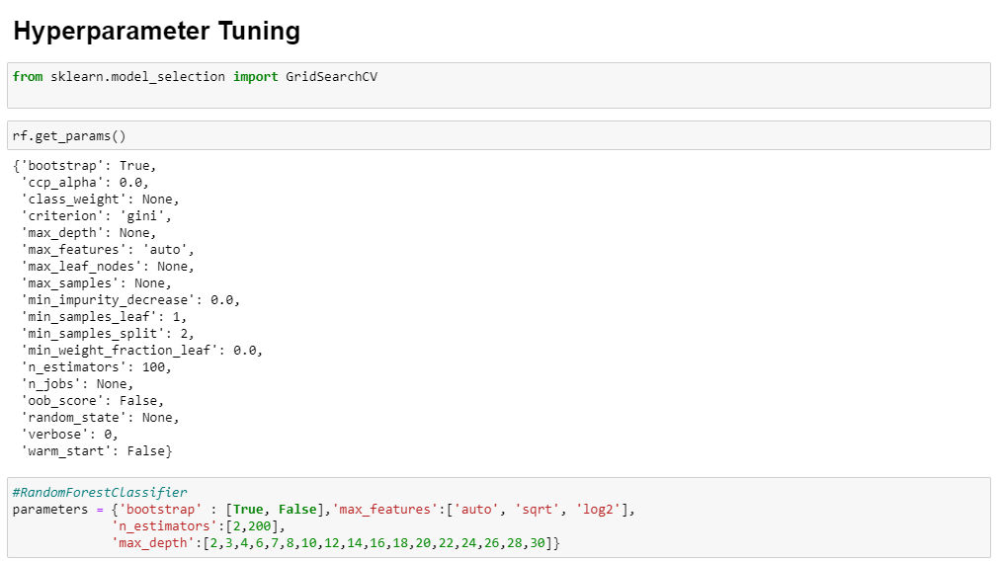 Hyperparameter Tuning
from sklearn.model_selection import GridSearchCV
rf.get_params()
{'bootstrap': True,
 'ccp_alpha': 0.0,
 'class_weight': None,
 'criterion': 'gini',
 'max_depth': None,
 'max_features': 'auto',
 'max_leaf_nodes': None,
 'max_samples': None,
 'min_impurity_decrease': 0.0,
 'min_samples_leaf': 1,
 'min_samples_split': 2,
 'min_weight_fraction_leaf': 0.0,
 'n_estimators': 100,
 'n_jobs': None,
 'oob_score': False,
 'random_state': None,
 'verbose': 0,
 'warm_start': False}
#RandomForestClassifier
parameters = {'bootstrap' : [True, False],'max_features':['auto', 'sqrt', 'log2'],
             'n_estimators':[2,200],
             'max_depth':[2,3,4,6,7,8,10,12,14,16,18,20,22,24,26,28,30]}